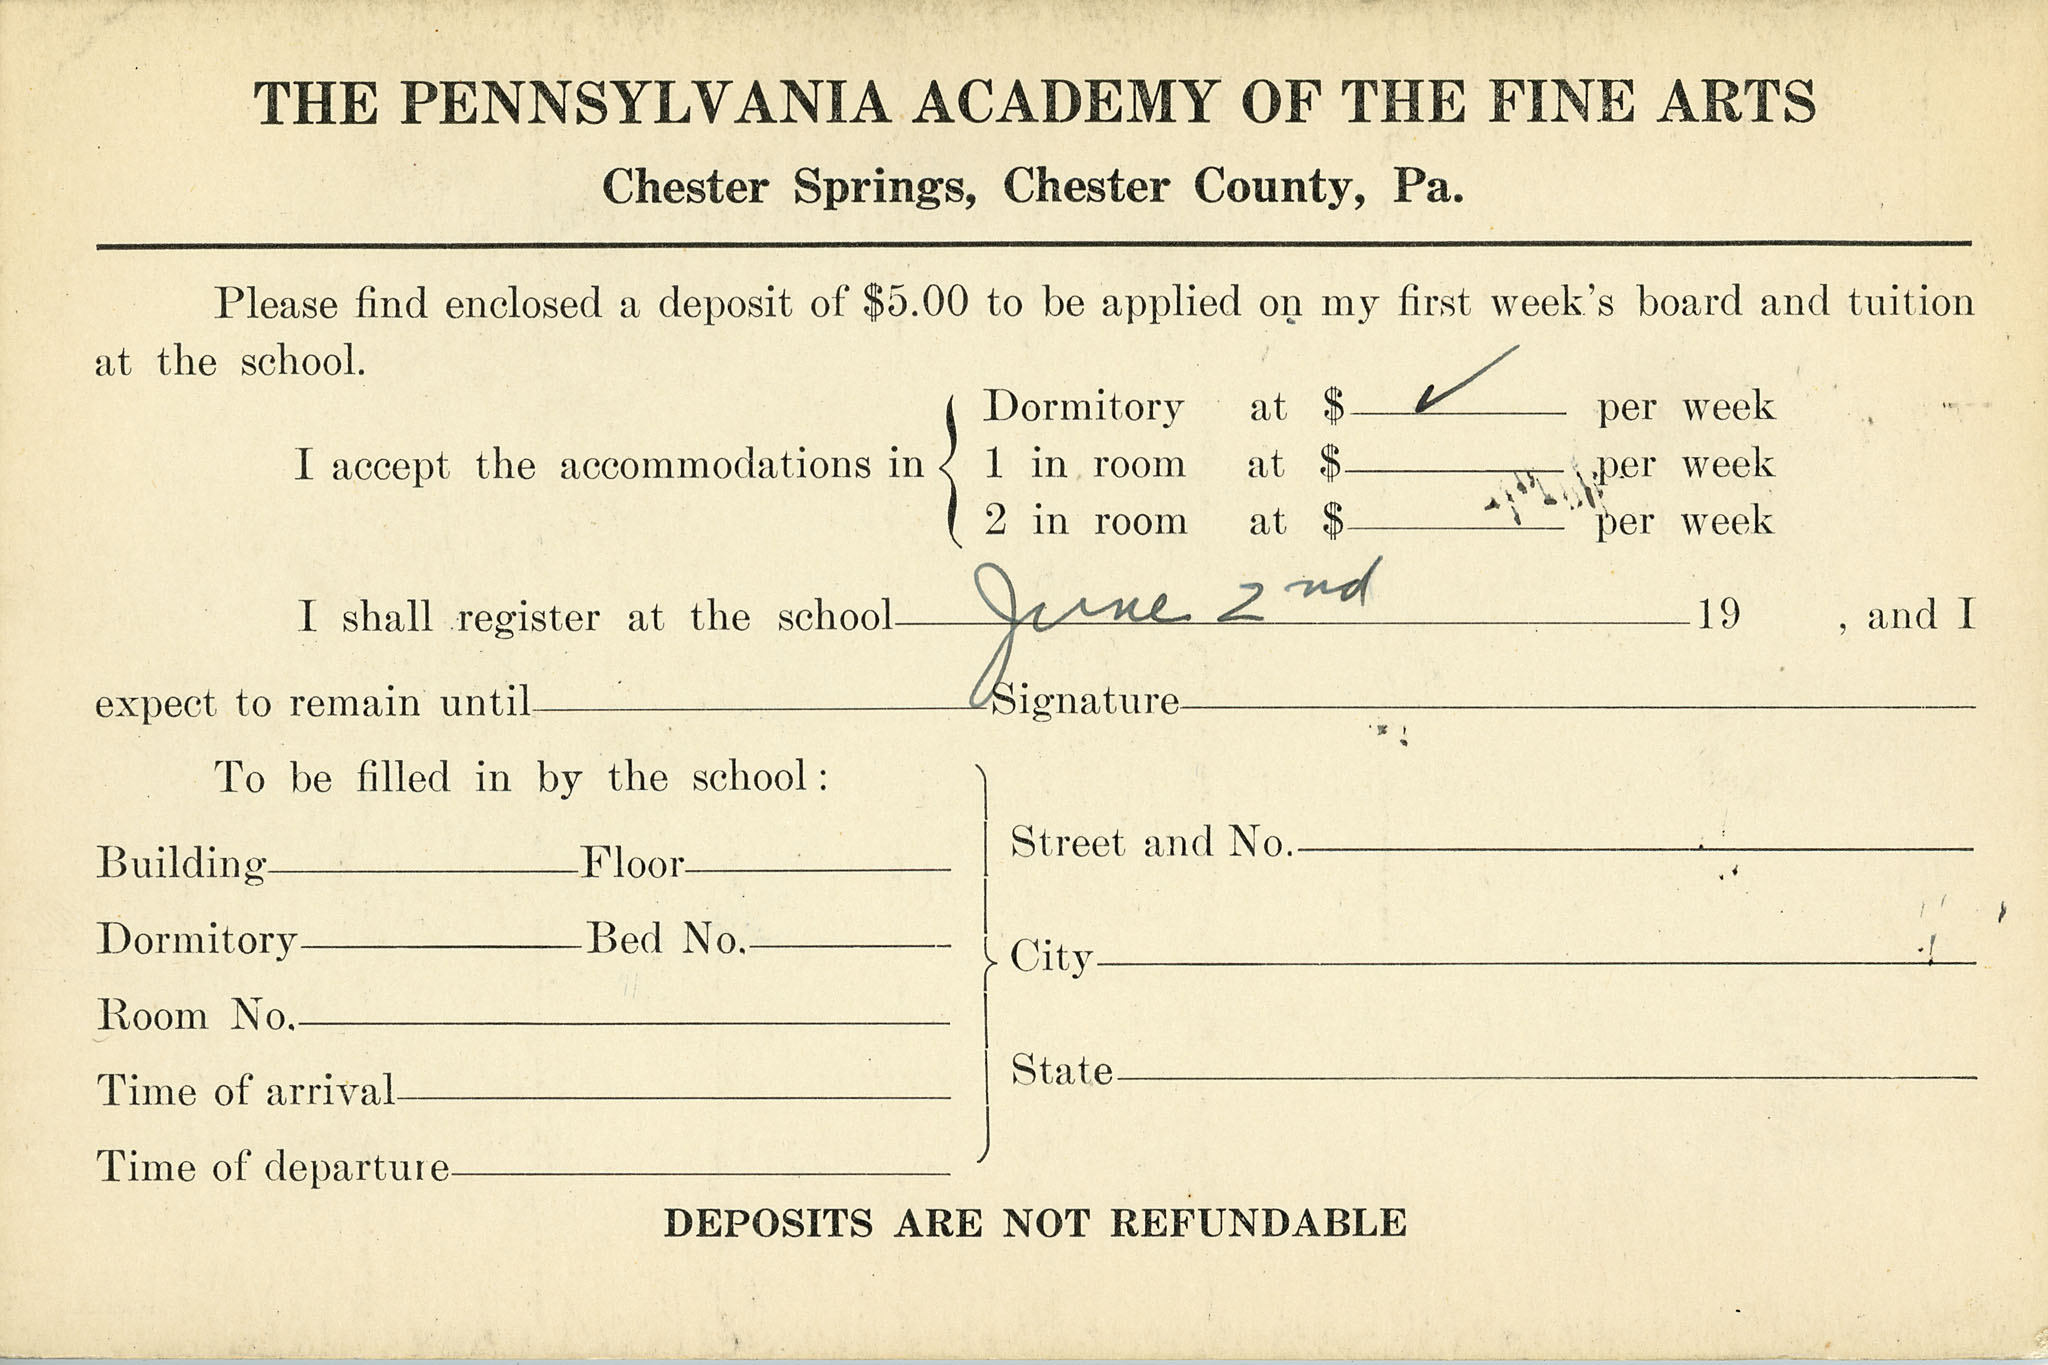 THE PENNSYLVANIA ACADEMY OF THE FINE ARTS
Chester Springs, Chester County, Pa.
Please find enclosed a deposit of $5.00 to be applied on my first week's board and tuition
at the school.
Dormitory at $ ✓ per week
I accept the accommodations in 1 in room at $ per week
2 in room at $ per week
I shall register at the school June 2nd 19 , and I
expect to remain until Signature
To be filled in by the school:
Street and No.
Building Floor
Dormitory Bed No.
City
Room No.
State
Time of arrival
Time of departure
DEPOSITS ARE NOT REFUNDABLE